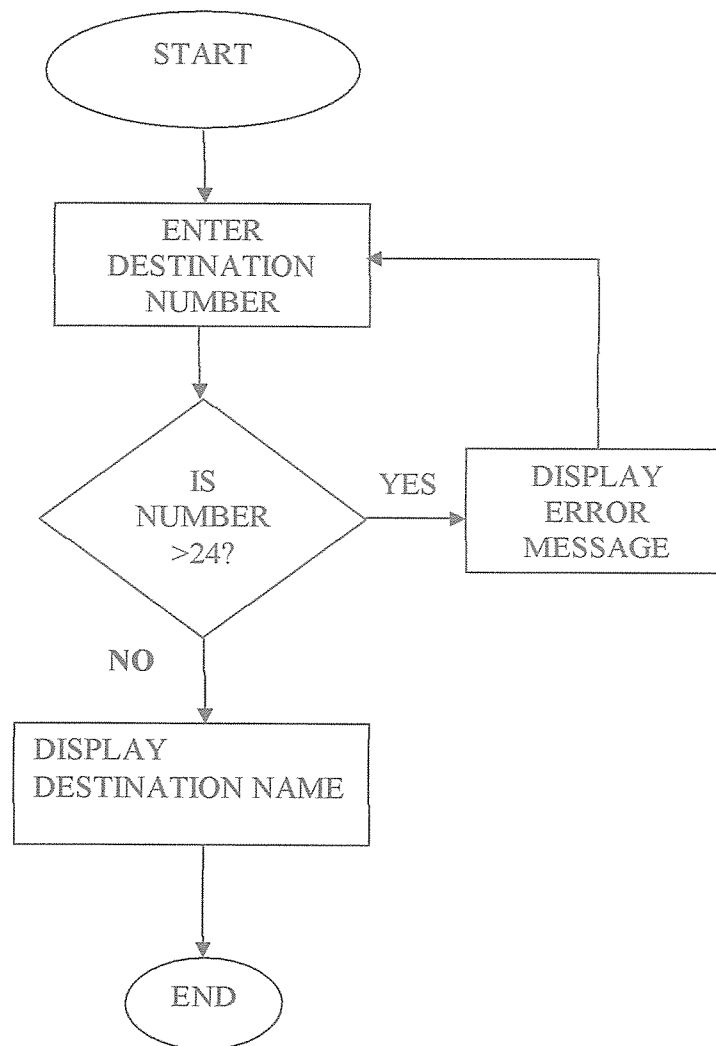 START
ENTER
DESTINATION
NUMBER
IS
NUMBER
>24?
YES
DISPLAY
ERROR
MESSAGE
NO
DISPLAY
DESTINATION NAME
END